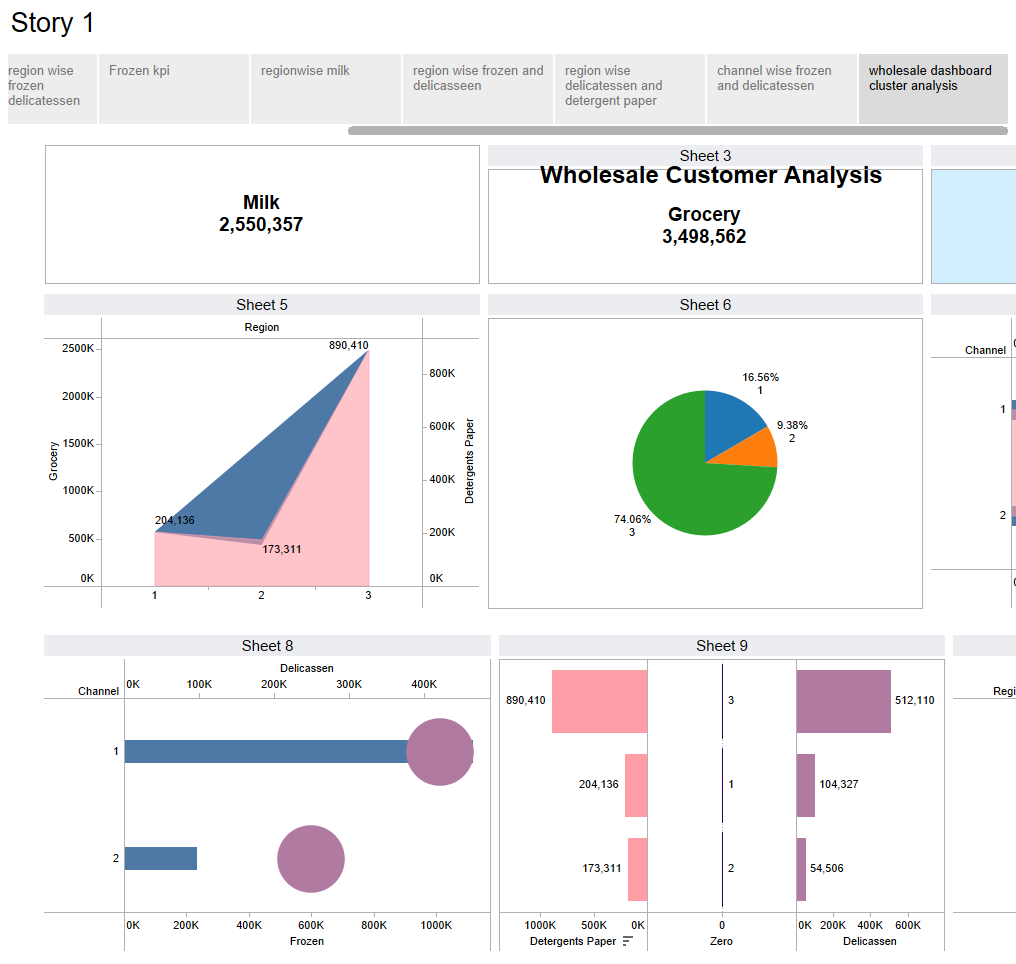 Story 1
region wise
frozen
delicatessen
Frozen kpi
regionwise milk
region wise frozen and
delicasseen
region wise
delicatessen and
detergent paper
channel wise frozen
and delicatessen
wholesale dashboard
cluster analysis
Milk
2,550,357
Sheet 3
Wholesale Customer Analysis
Grocery
3,498,562
Sheet 5
Region
2500K
2000K
1500K
1000K
500K
0K
Grocery
890,410
204,136
173,311
1 2 3
800K
600K
400K
200K
0K
Detergents Paper
Sheet 6
16.56%
1
9.38%
2
74.06%
3
Channel
1
2
Sheet 8
Delicassen
Channel
0K 100K 200K 300K 400K
1
2
0K 200K 400K 600K 800K 1000K
Frozen
Sheet 9
890,410 3 512,110
204,136 1 104,327
173,311 2 54,506
1000K 500K 0K 0 0K 200K 400K 600K
Detergents Paper Zero Delicassen
Regi